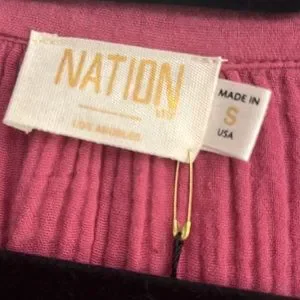 NATION
LTD
LOS ANGELES
MADE IN
S
USA